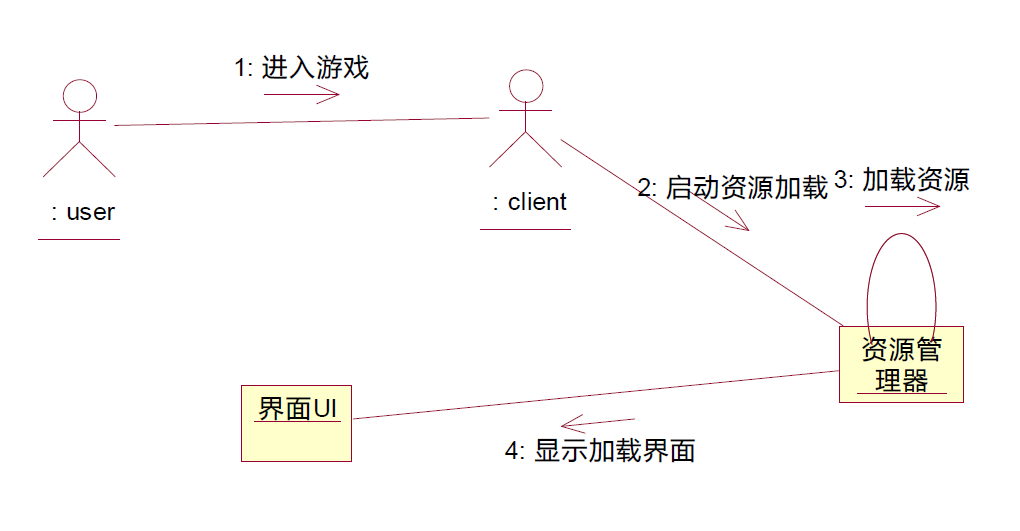 1: 进入游戏
: user
: client
2: 启动资源加载
3: 加载资源
资源管
理器
界面UI
4: 显示加载界面